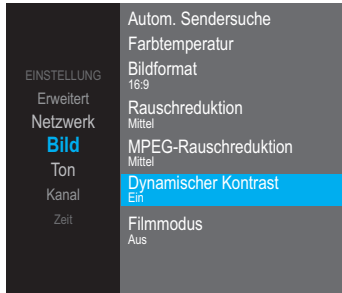 EINSTELLUNG
Erweitert
Netzwerk
Bild
Ton
Kanal
Zeit
Autom. Sendersuche
Farbtemperatur
Bildformat
16:9
Rauschreduktion
Mittel
MPEG-Rauschreduktion
Mittel
Dynamischer Kontrast
Ein
Filmmodus
Aus